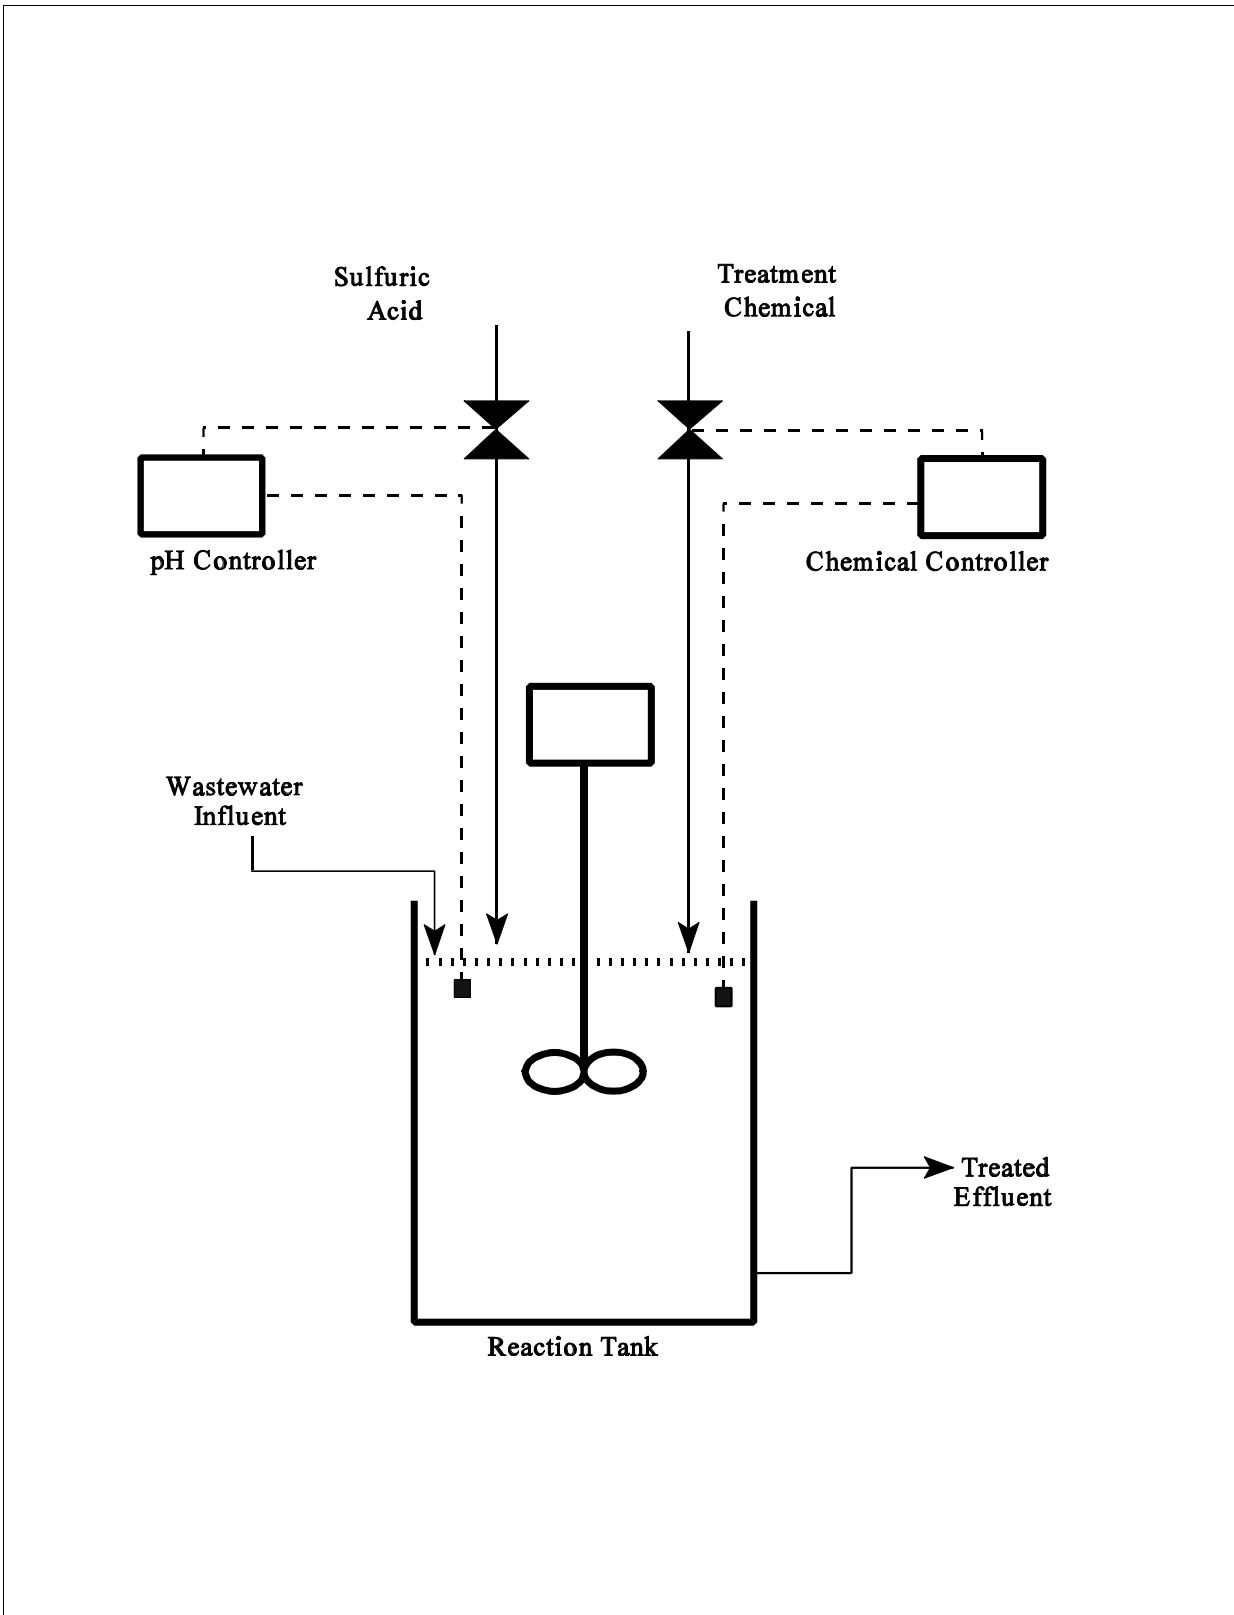 Sulfuric
Acid
Treatment
Chemical
pH Controller
Chemical Controller
Wastewater
Influent
Treated
Effluent
Reaction Tank